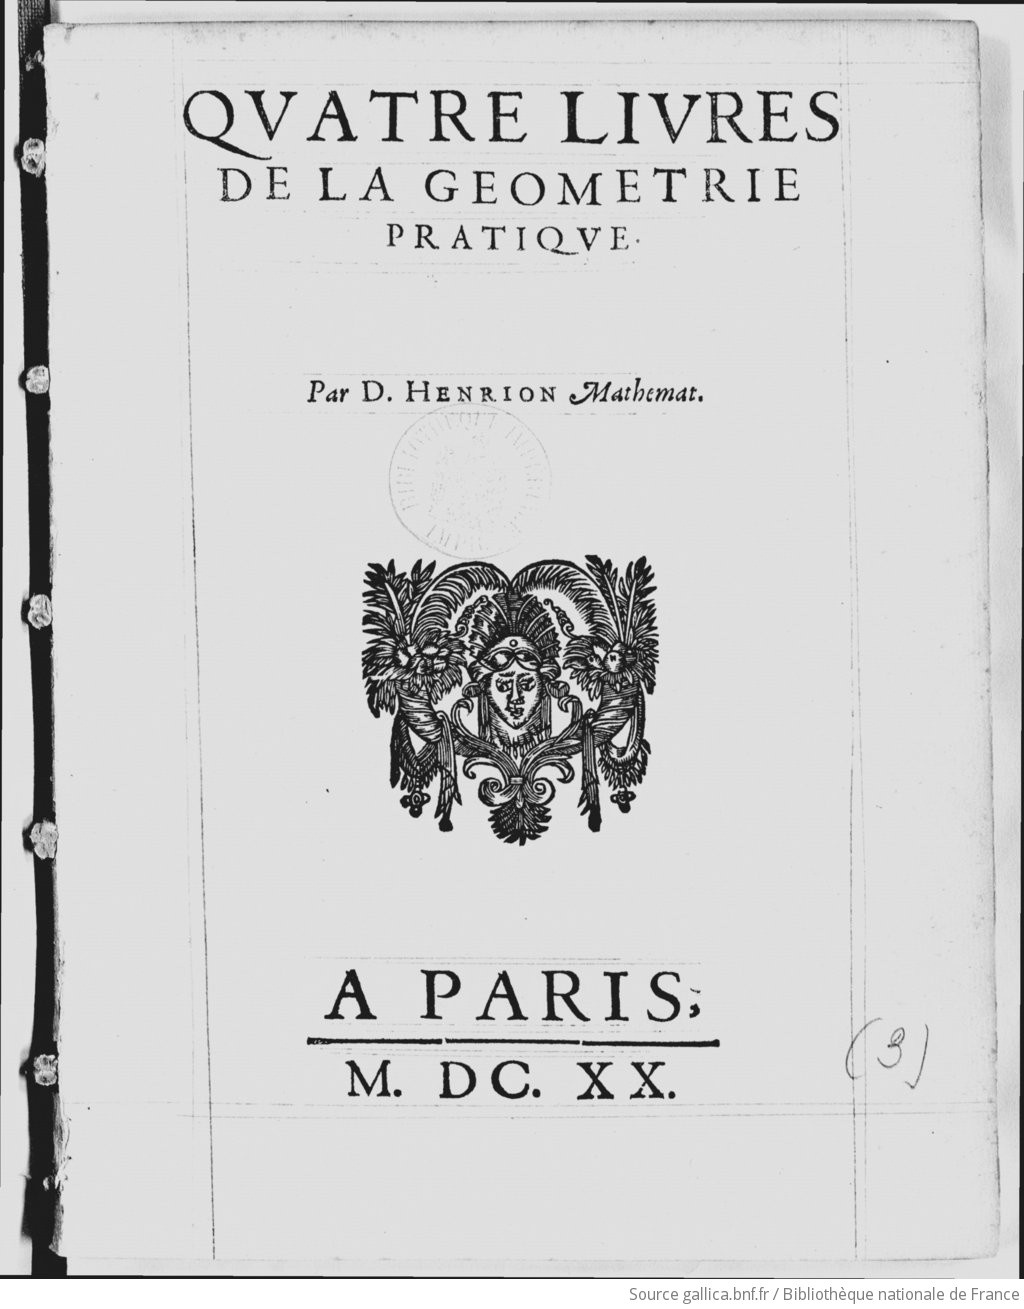 QVATRE LIVRES
DE LA GEOMETRIE
PRATIQVE.
Par D. HENRION Mathemat.
A PARIS,
M. DC. XX.
(3)
Source gallica.bnf.fr / Bibliothèque nationale de France